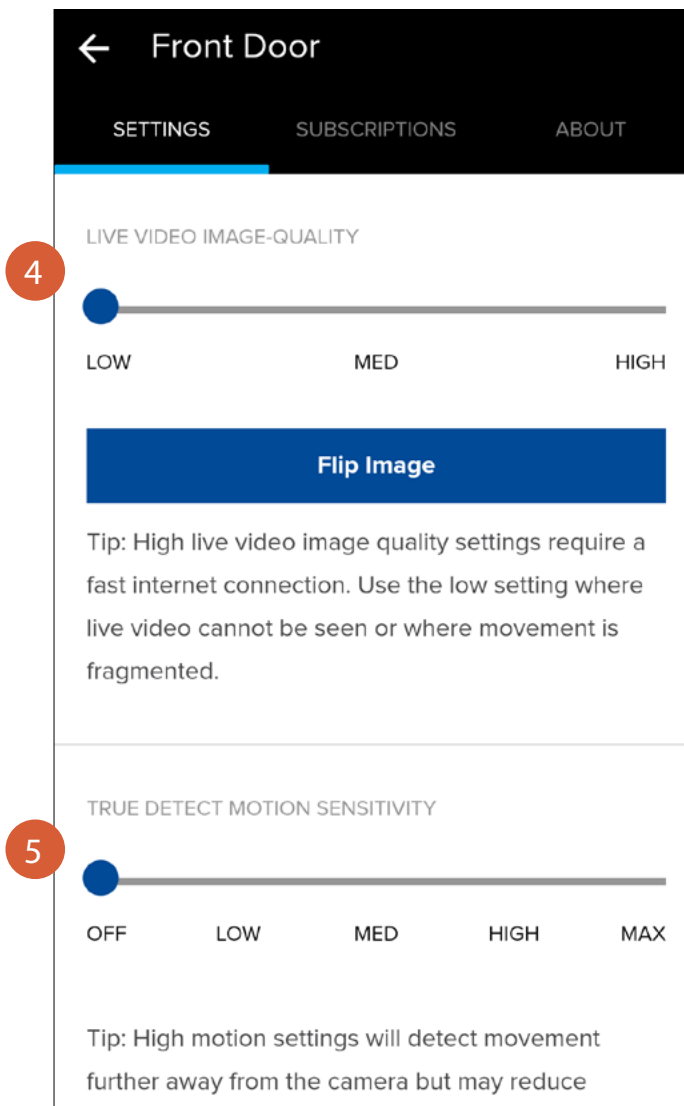 Front Door
SETTINGS SUBSCRIPTIONS ABOUT
LIVE VIDEO IMAGE-QUALITY
4
LOW MED HIGH
Flip Image
Tip: High live video image quality settings require a
fast internet connection. Use the low setting where
live video cannot be seen or where movement is
fragmented.
TRUE DETECT MOTION SENSITIVITY
5
OFF LOW MED HIGH MAX
Tip: High motion settings will detect movement
further away from the camera but may reduce